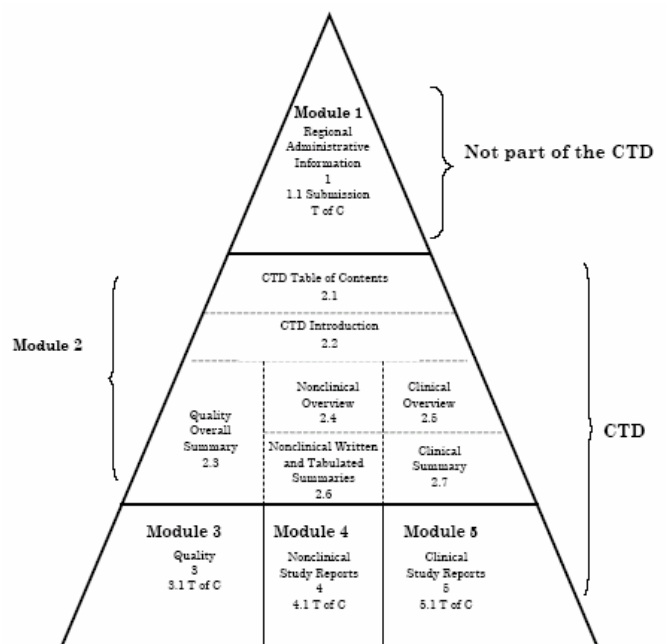 Module 1
Regional
Administrative
Information
1
1.1 Submission
T of C
Not part of the CTD
CTD Table of Contents
2.1
CTD Introduction
2.2
Module 2
Quality
Overall
Summary
2.3
Nonclinical
Overview
2.4
Clinical
Overview
2.5
Nonclinical Written
and Tabulated
Summaries
2.6
Clinical
Summary
2.7
CTD
Module 3
Quality
3
3.1 T of C
Module 4
Nonclinical
Study Reports
4
4.1 T of C
Module 5
Clinical
Study Reports
5
5.1 T of C